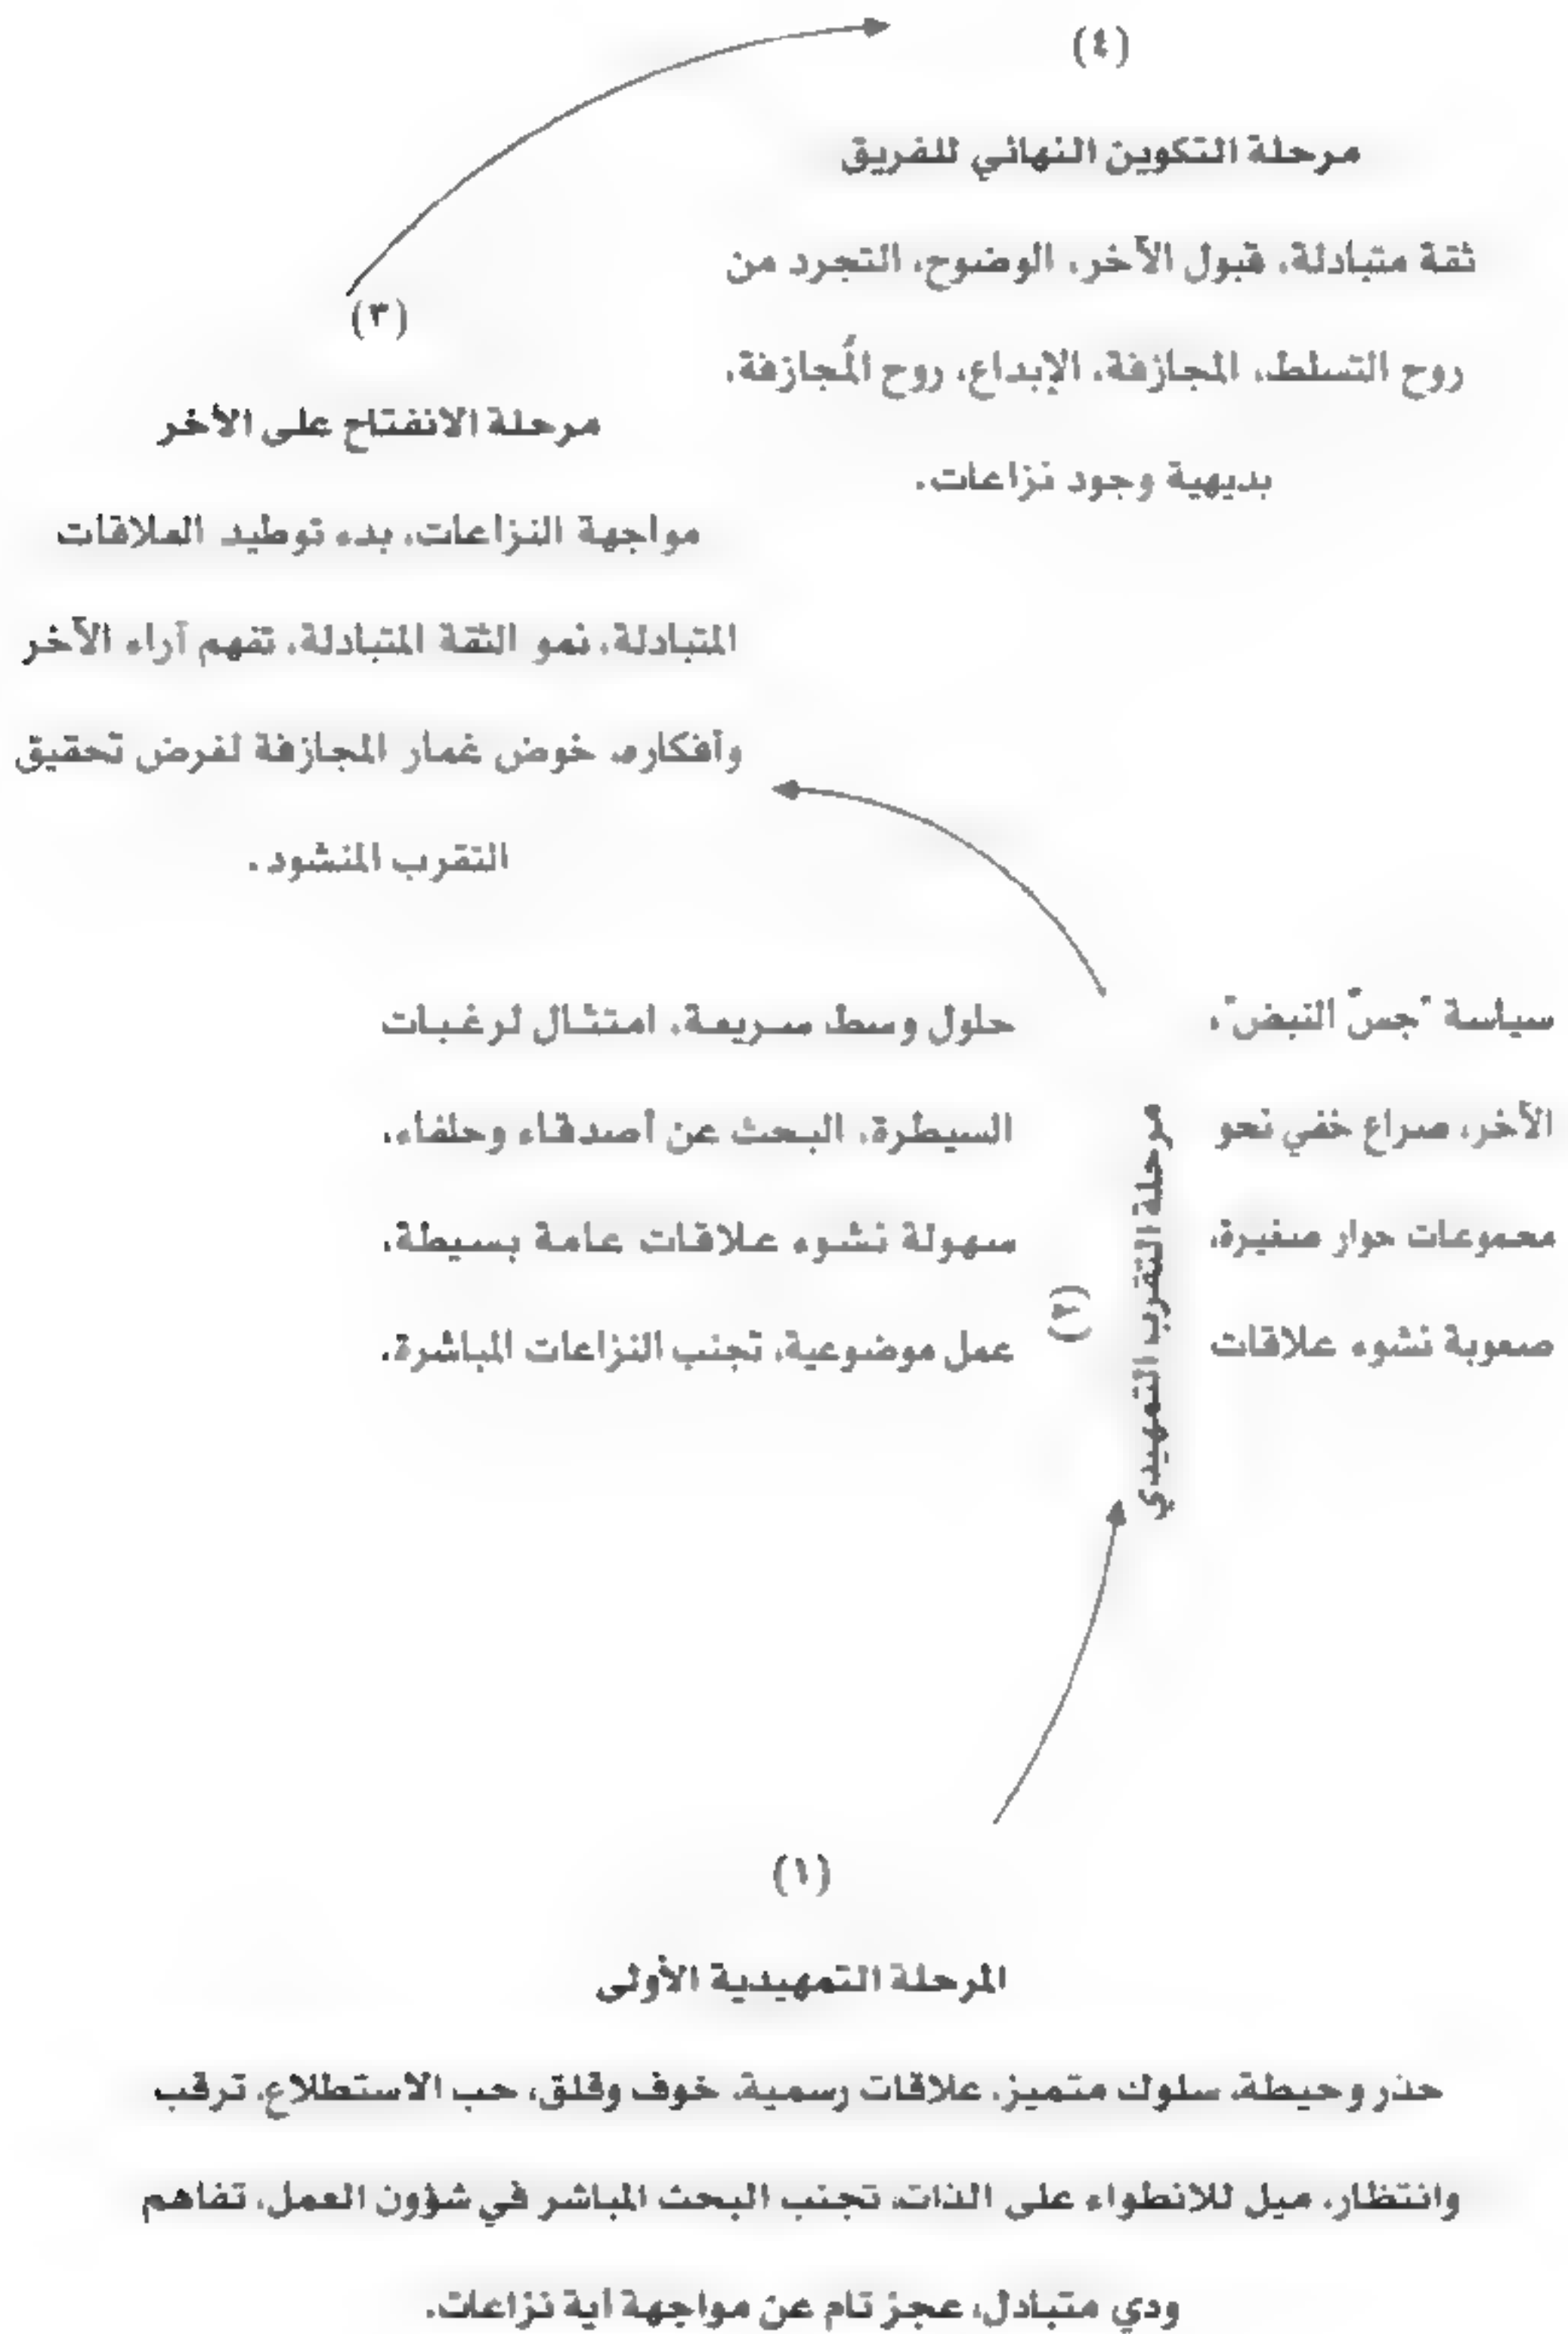 (٤)
مرحلة التكوين النهائي للفريق
ثقة متبادلة، قبول الآخر، الوضوح، التجرد من
روح التسلط، المجازفة، الإبداع، روح المُجازفة،
بديهية وجود نزاعات.
(٣)
مرحلة الانفتاح على الآخر
مواجهة النزاعات، بدء توطيد العلاقات
المتبادلة، نمو الثقة المتبادلة، تفهم آراء الآخر
وأفكاره، خوض غمار المجازفة لغرض تحقيق
التقرب المنشود.
سياسة "جسّ النبض"، حلول وسط سريعة، امتثال لرغبات
الآخر، صراع خفي نحو السيطرة، البحث عن أصدقاء وحلفاء،
مجموعات حوار صغيرة، سهولة نشوء علاقات عامة بسيطة،
صعوبة نشوء علاقات عمل موضوعية، تجنب النزاعات المباشرة،
مرحلة التقرب التمهيدي
(٢)
(١)
المرحلة التمهيدية الأولى
حذر وحيطة، سلوك متميز، علاقات رسمية، خوف وقلق، حب الاستطلاع، ترقب
وانتظار، ميل للانطواء على الذات، تجنب البحث المباشر في شؤون العمل، تفاهم
ودي متبادل، عجز تام عن مواجهة أية نزاعات.